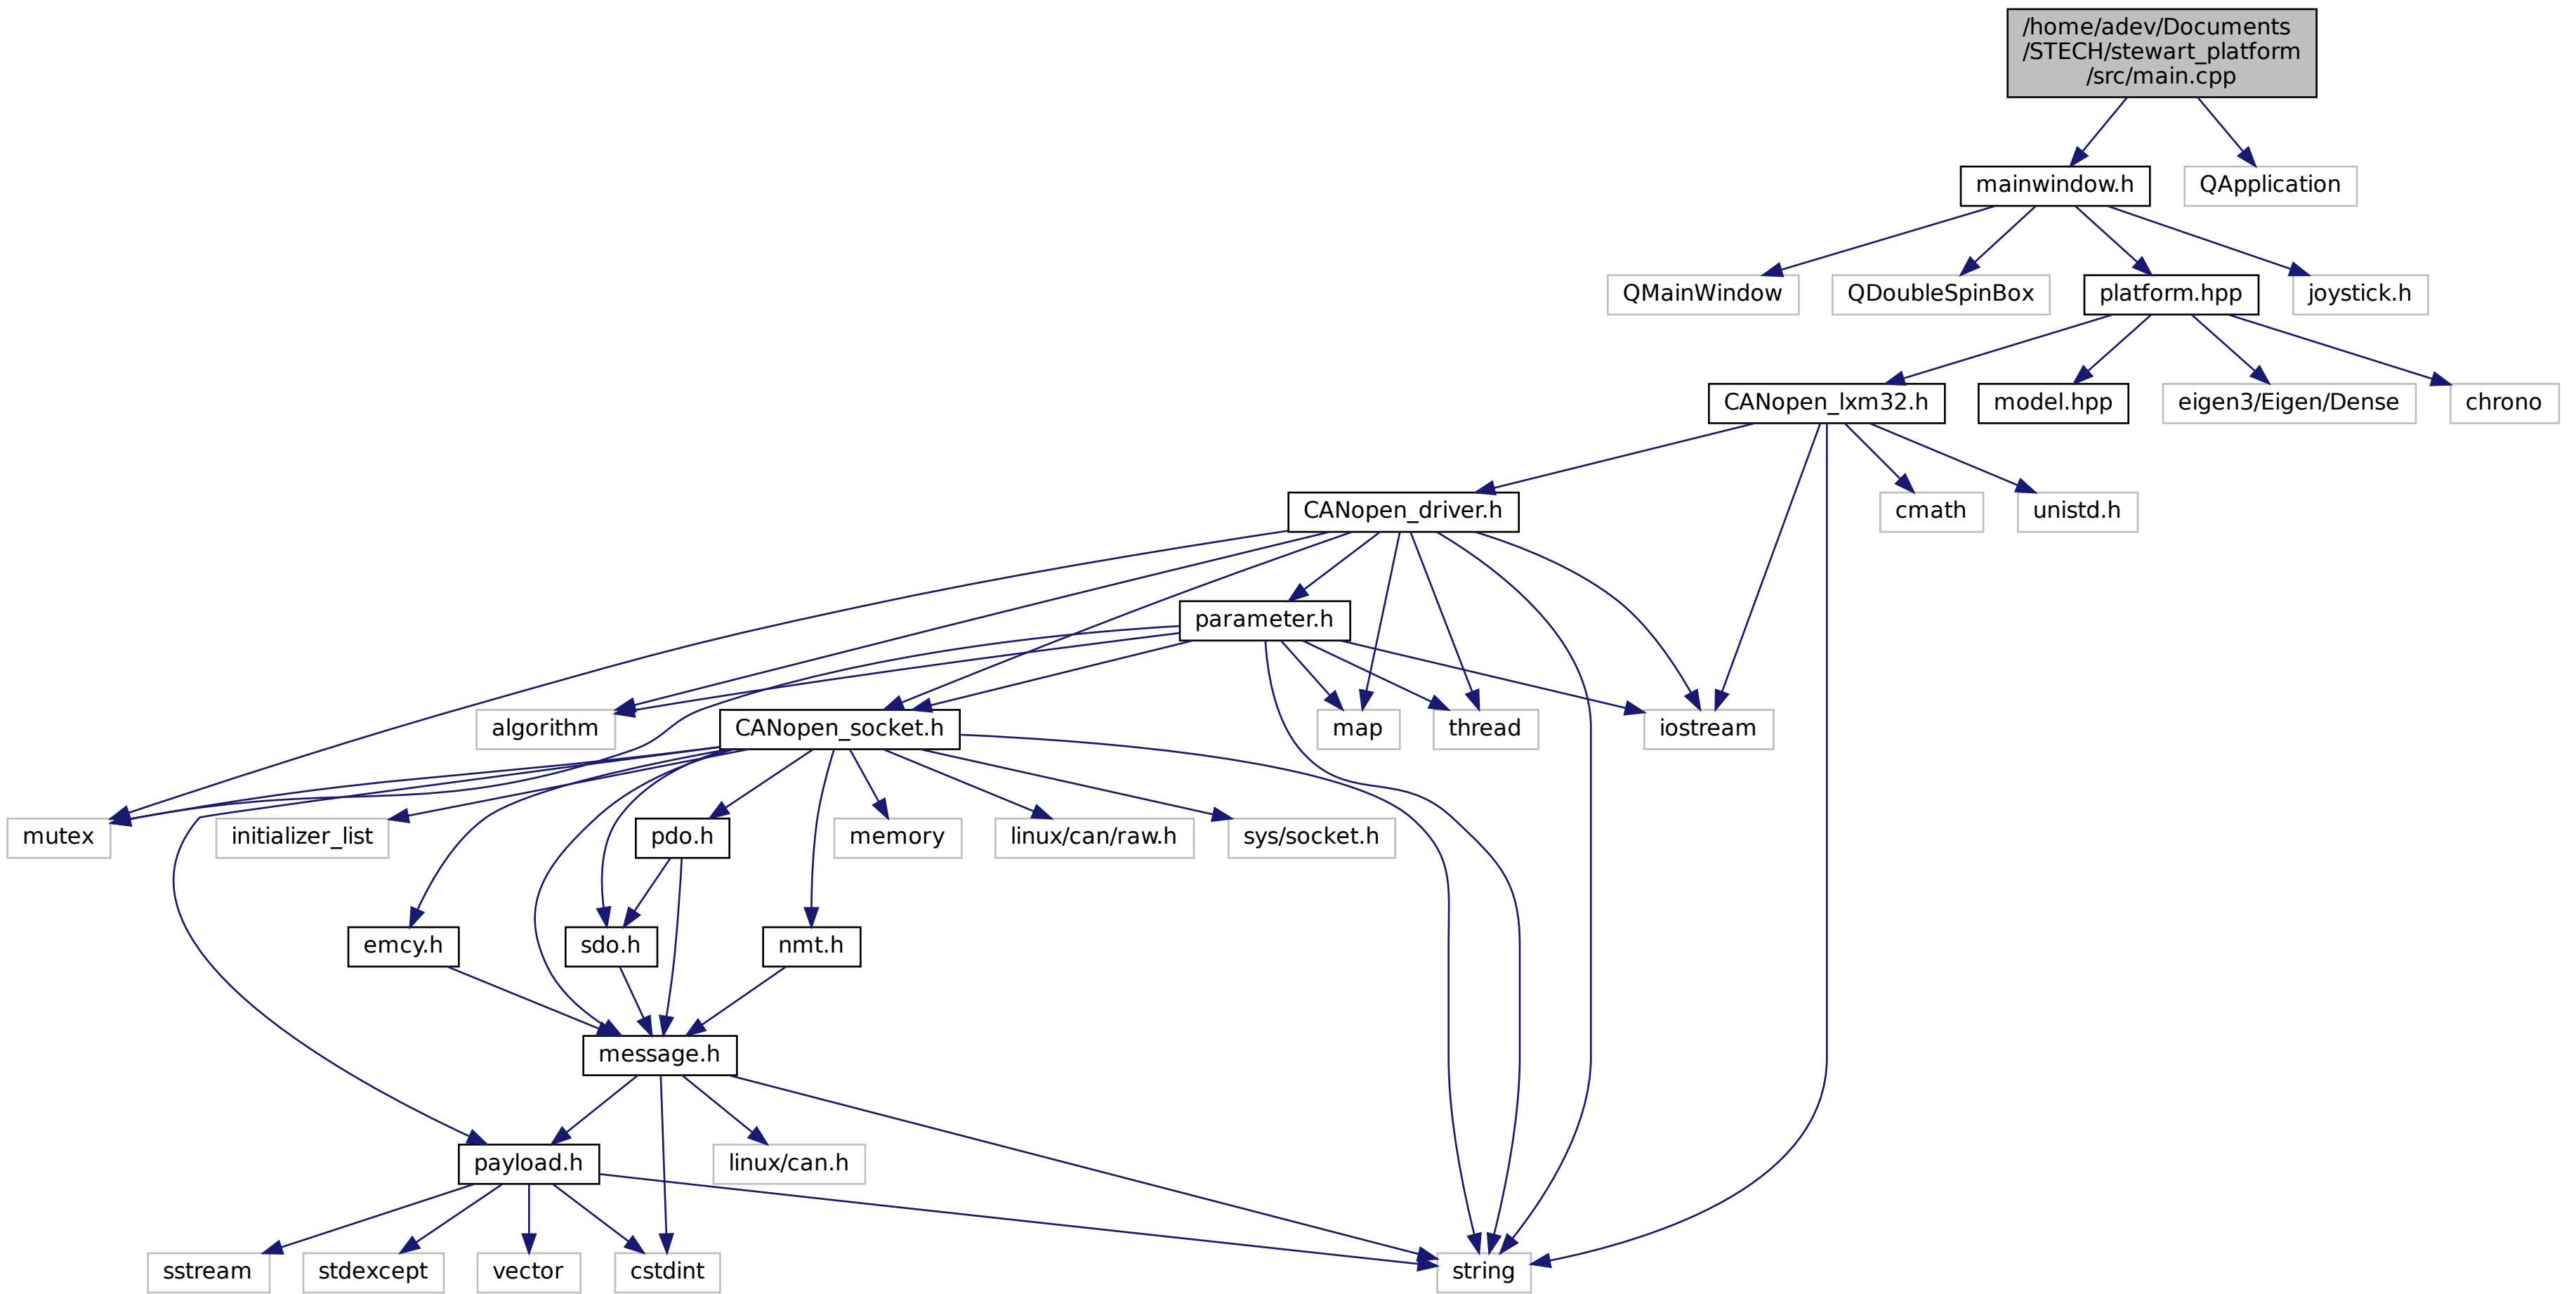 /home/adev/Documents
/STECH/stewart_platform
/src/main.cpp
mainwindow.h
QApplication
QMainWindow
QDoubleSpinBox
platform.hpp
joystick.h
CANopen_lxm32.h
model.hpp
eigen3/Eigen/Dense
chrono
CANopen_driver.h
cmath
unistd.h
parameter.h
algorithm
CANopen_socket.h
map
thread
iostream
mutex
initializer_list
pdo.h
memory
linux/can/raw.h
sys/socket.h
emcy.h
sdo.h
nmt.h
message.h
payload.h
linux/can.h
sstream
stdexcept
vector
cstdint
string